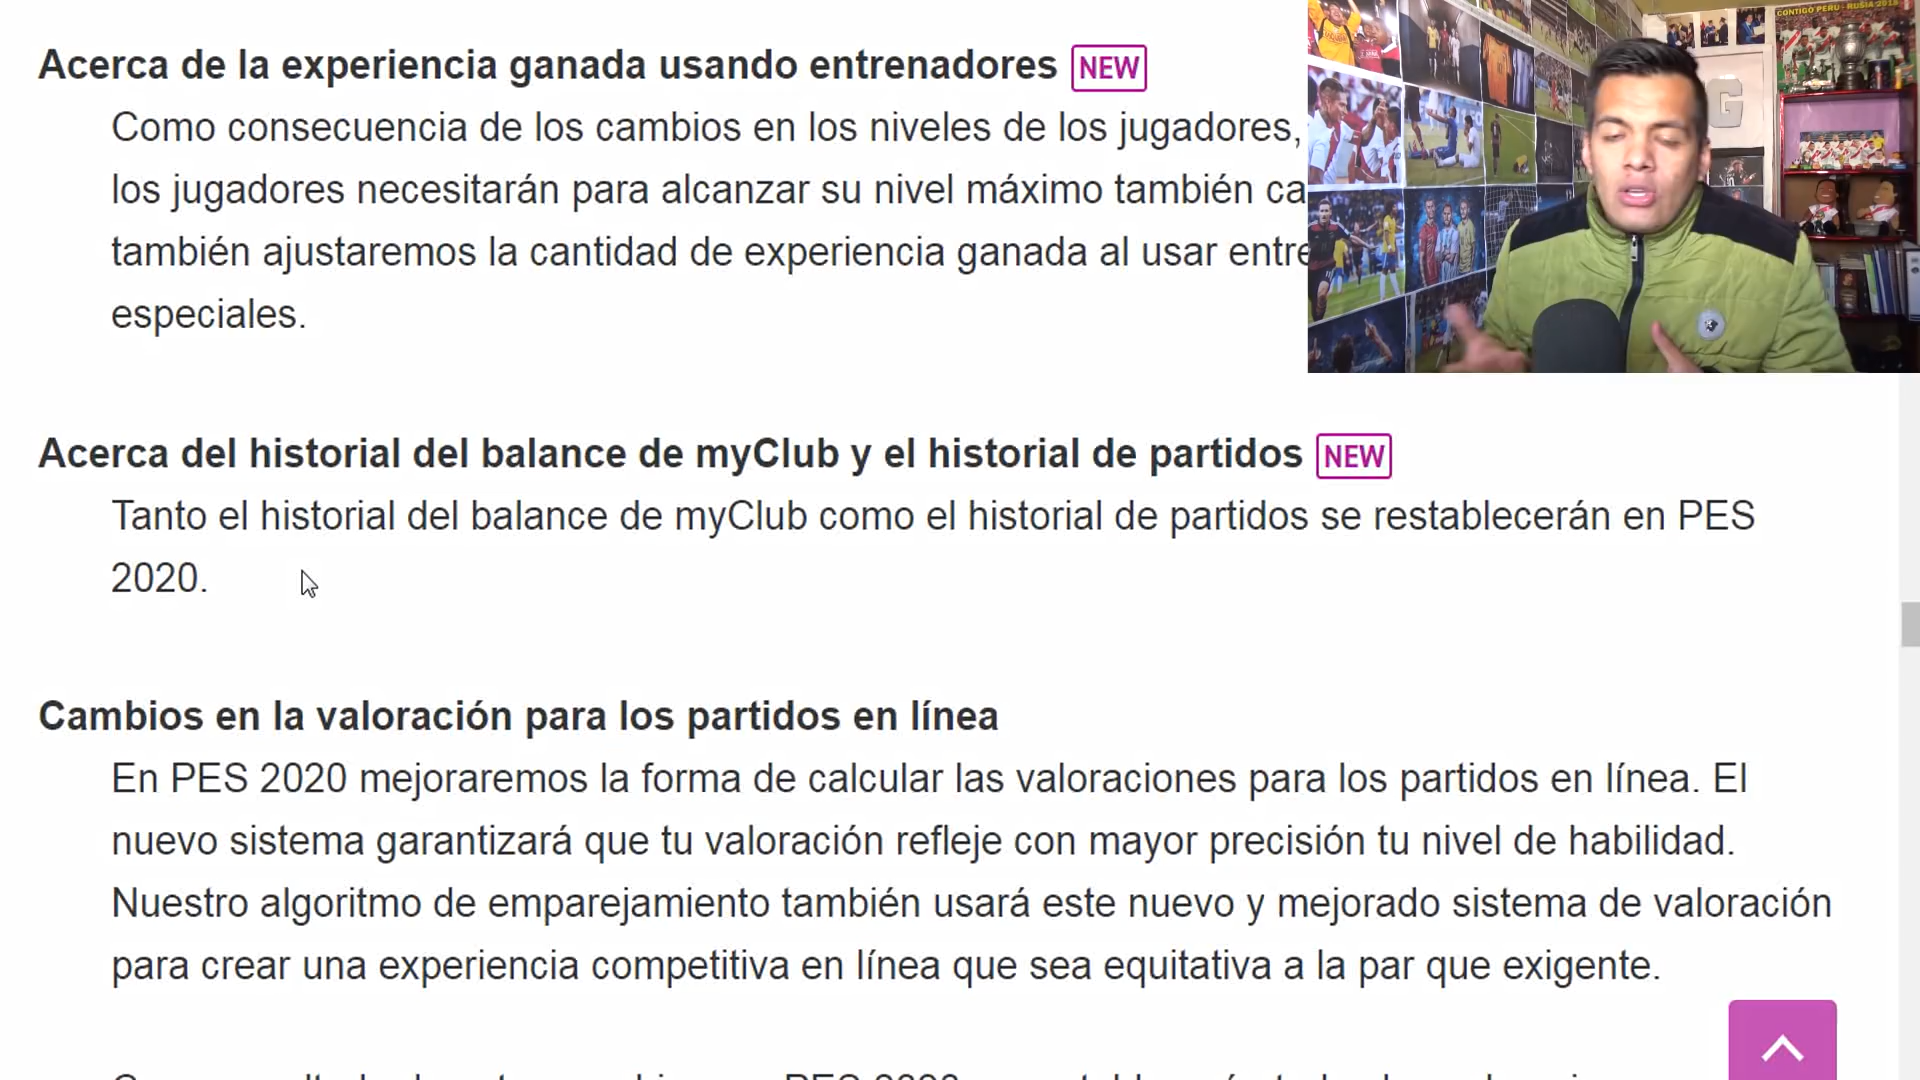 Acerca de la experiencia ganada usando entrenadores NEW
Como consecuencia de los cambios en los niveles de los jugadores,
los jugadores necesitarán para alcanzar su nivel máximo también ca
también ajustaremos la cantidad de experiencia ganada al usar entre
especiales.
CONTIGO PERU - RUSIA 2018
G
Acerca del historial del balance de myClub y el historial de partidos NEW
Tanto el historial del balance de myClub como el historial de partidos se restablecerán en PES
2020.
Cambios en la valoración para los partidos en línea
En PES 2020 mejoraremos la forma de calcular las valoraciones para los partidos en línea. El
nuevo sistema garantizará que tu valoración refleje con mayor precisión tu nivel de habilidad.
Nuestro algoritmo de emparejamiento también usará este nuevo y mejorado sistema de valoración
para crear una experiencia competitiva en línea que sea equitativa a la par que exigente.